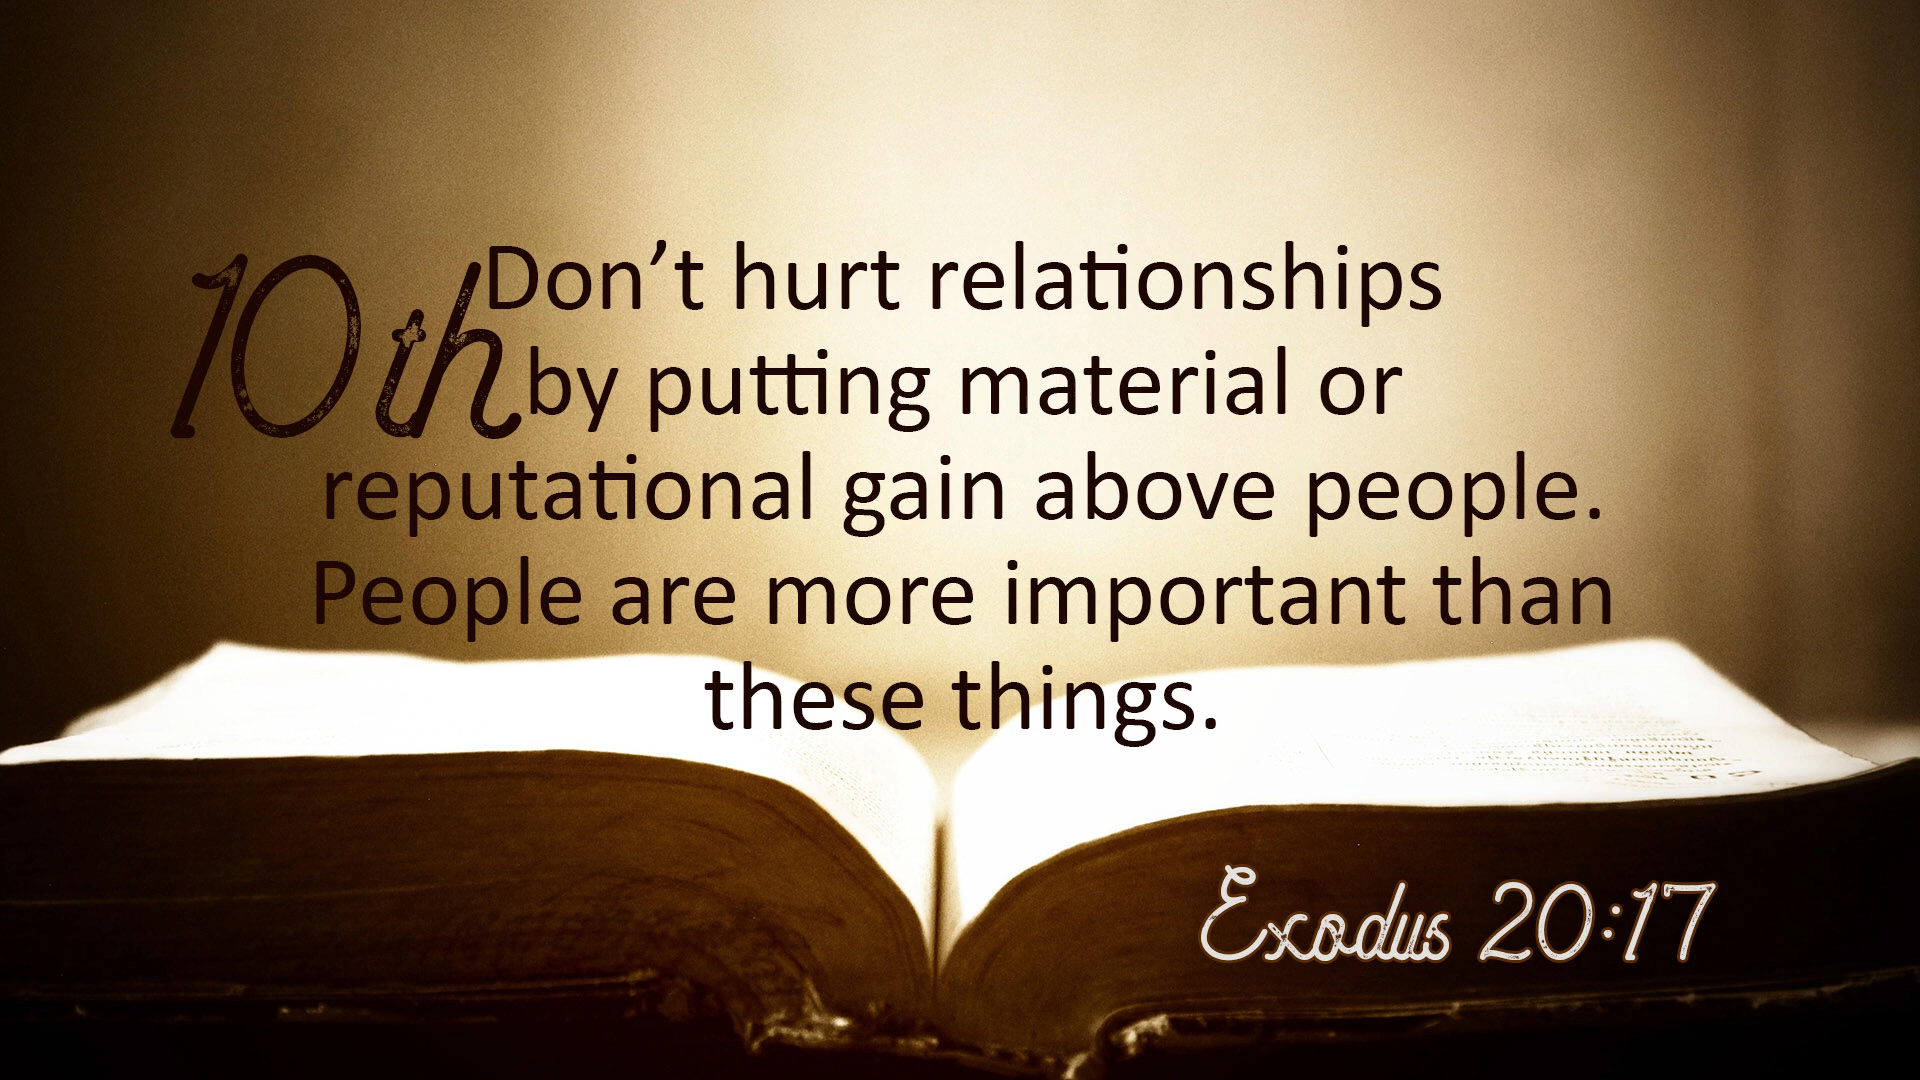 10th
Don’t hurt relationships
by putting material or
reputational gain above people.
People are more important than
these things.
Exodus 20:17